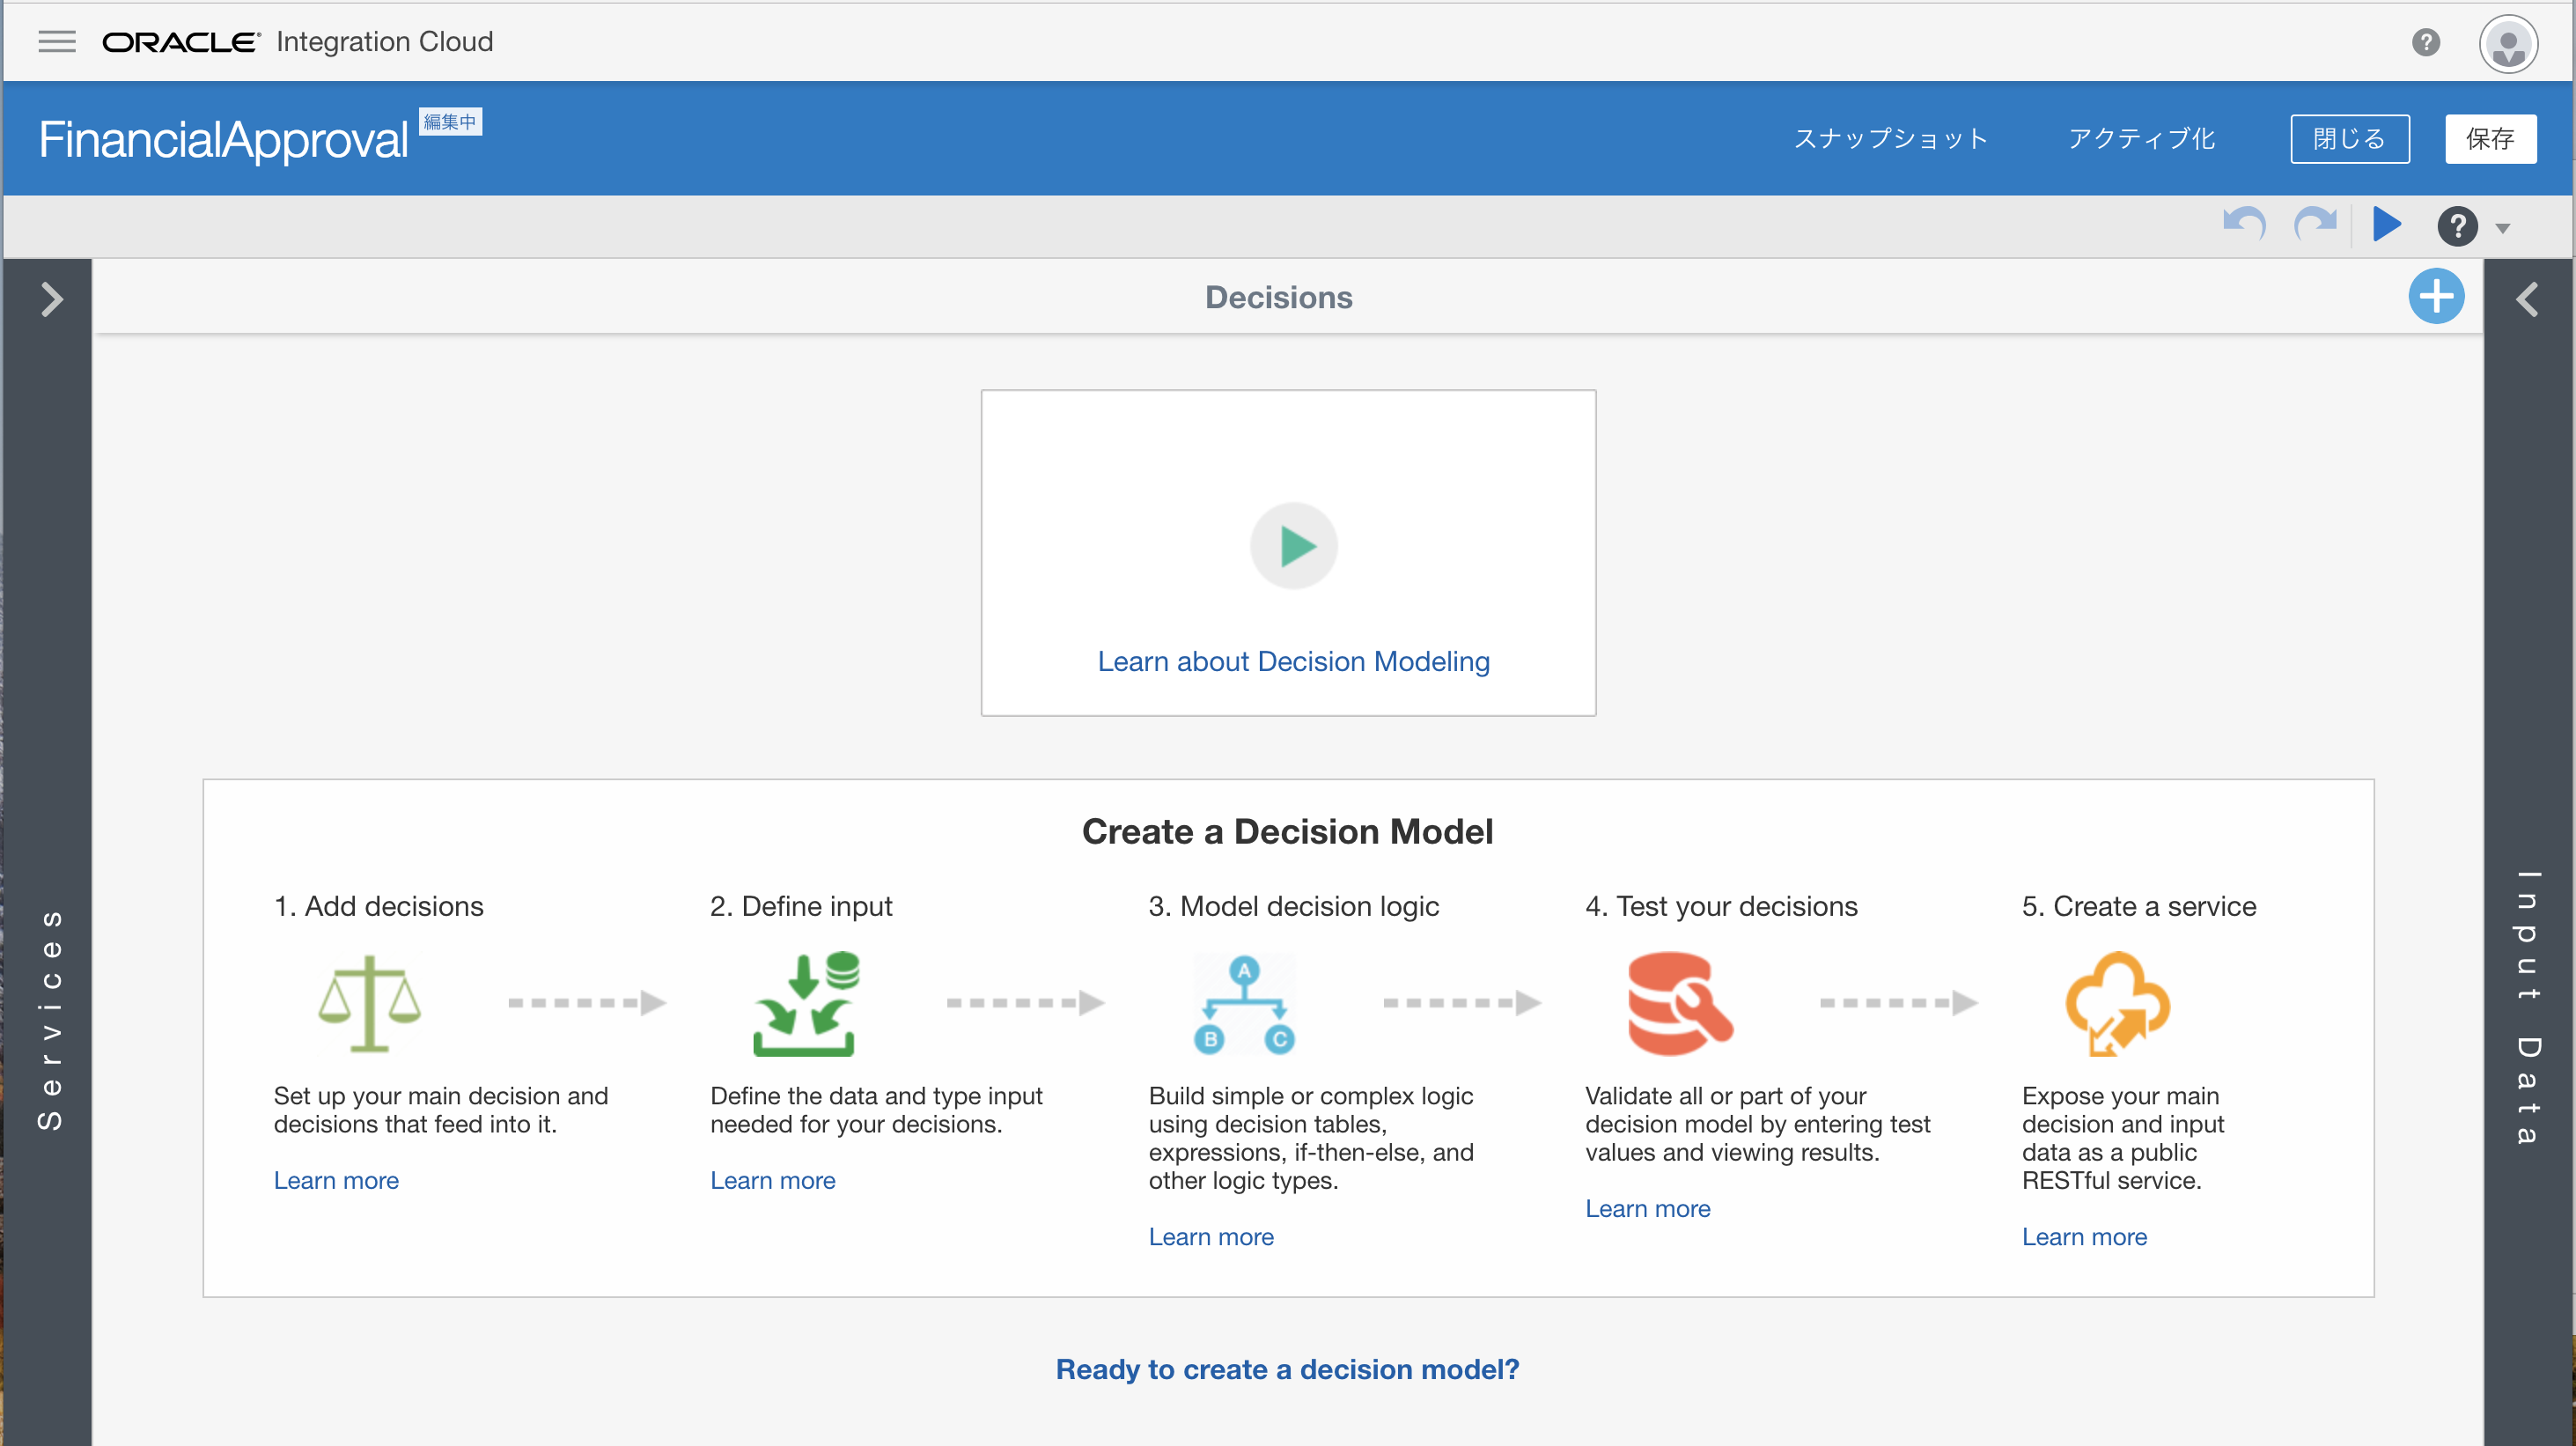 ORACLE® Integration Cloud
?
FinancialApproval 編集中
スナップショット
アクティブ化
閉じる
保存
?
Decisions
Learn about Decision Modeling
Services
Input Data
Create a Decision Model
1. Add decisions
Set up your main decision and
decisions that feed into it.
Learn more
2. Define input
Define the data and type input
needed for your decisions.
Learn more
3. Model decision logic
A
B
C
Build simple or complex logic
using decision tables,
expressions, if-then-else, and
other logic types.
Learn more
4. Test your decisions
Validate all or part of your
decision model by entering test
values and viewing results.
Learn more
5. Create a service
Expose your main
decision and input
data as a public
RESTful service.
Learn more
Ready to create a decision model?